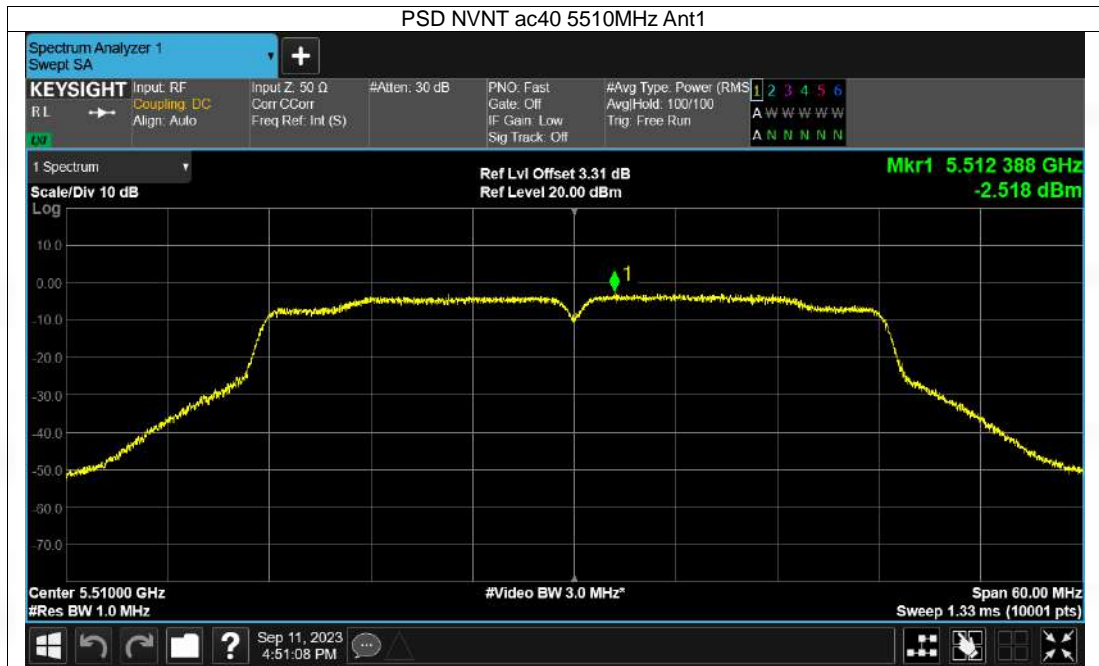 PSD NVNT ac40 5510MHz Ant1
Spectrum Analyzer 1
Swept SA
+
KEYSIGHT
R L
Input: RF
Coupling: DC
Align: Auto
Input Z: 50 Ω
Corr CCorr
Freq Ref: Int (S)
#Atten: 30 dB
PNO: Fast
Gate: Off
IF Gain: Low
Sig Track: Off
#Avg Type: Power (RMS
Avg|Hold: 100/100
Trig: Free Run
1 2 3 4 5 6
A W W W W W
A N N N N N
1 Spectrum
Scale/Div 10 dB
Log
Ref Lvl Offset 3.31 dB
Ref Level 20.00 dBm
Mkr1 5.512 388 GHz
-2.518 dBm
10.0
0.00
-10.0
-20.0
-30.0
-40.0
-50.0
-60.0
-70.0
1
Center 5.51000 GHz
#Res BW 1.0 MHz
#Video BW 3.0 MHz*
Span 60.00 MHz
Sweep 1.33 ms (10001 pts)
?
Sep 11, 2023
4:51:08 PM